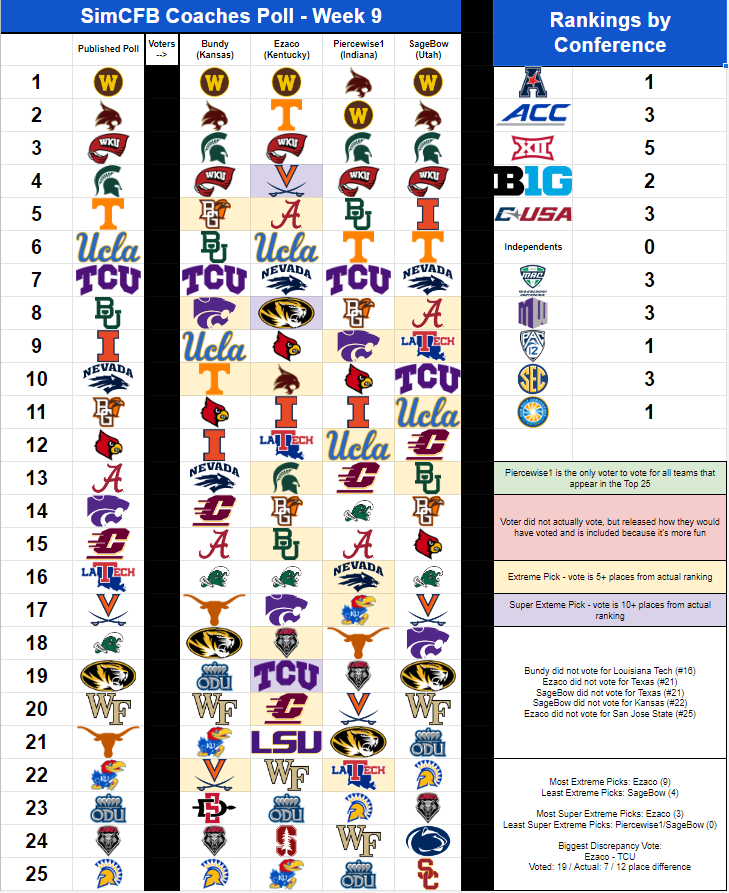 SimCFB Coaches Poll - Week 9
Rankings by
Conference
Published Poll
Voters
-->
Bundy
(Kansas)
Ezaco
(Kentucky)
Piercewise1
(Indiana)
SageBow
(Utah)
1 W W W W
A 1
2 T W
ACC 3
3 WKU WKU
XII 5
4 WKU WKU WKU
B1G 2
5 T BG A BU I
C USA 3
6 Ucla BU Ucla T T
Independents 0
7 TCU TCU NEVADA TCU NEVADA
MAC 3
8 BU BG A
MW 3
9 I Ucla LA TECH
PAC 12 1
10 NEVADA T TCU
SEC 3
11 BG I I Ucla
1
12 I LA TECH Ucla C
13 A NEVADA C BU
Piercewise1 is the only voter to vote for all teams that
appear in the Top 25
14 C BG BG
15 C A BU A
Voter did not actually vote, but released how they would
have voted and is included because it's more fun
16 LA TECH NEVADA
Extreme Pick - vote is 5+ places from actual ranking
17 KU
Super Exteme Pick - vote is 10+ places from actual
ranking
18
19 ODU TCU
20 WF WF C WF
21 KU LSU ODU
Bundy did not vote for Louisiana Tech (#16)
Ezaco did not vote for Texas (#21)
SageBow did not vote for Texas (#21)
SageBow did not vote for Kansas (#22)
Ezaco did not vote for San Jose State (#25)
22 KU WF LA TECH
23 ODU SD ODU
24 S WF
25 KU ODU SC
Most Extreme Picks: Ezaco (9)
Least Extreme Picks: SageBow (4)
Most Super Extreme Picks: Ezaco (3)
Least Super Extreme Picks: Piercewise1/SageBow (0)
Biggest Discrepancy Vote:
Ezaco - TCU
Voted: 19 / Actual: 7 / 12 place difference